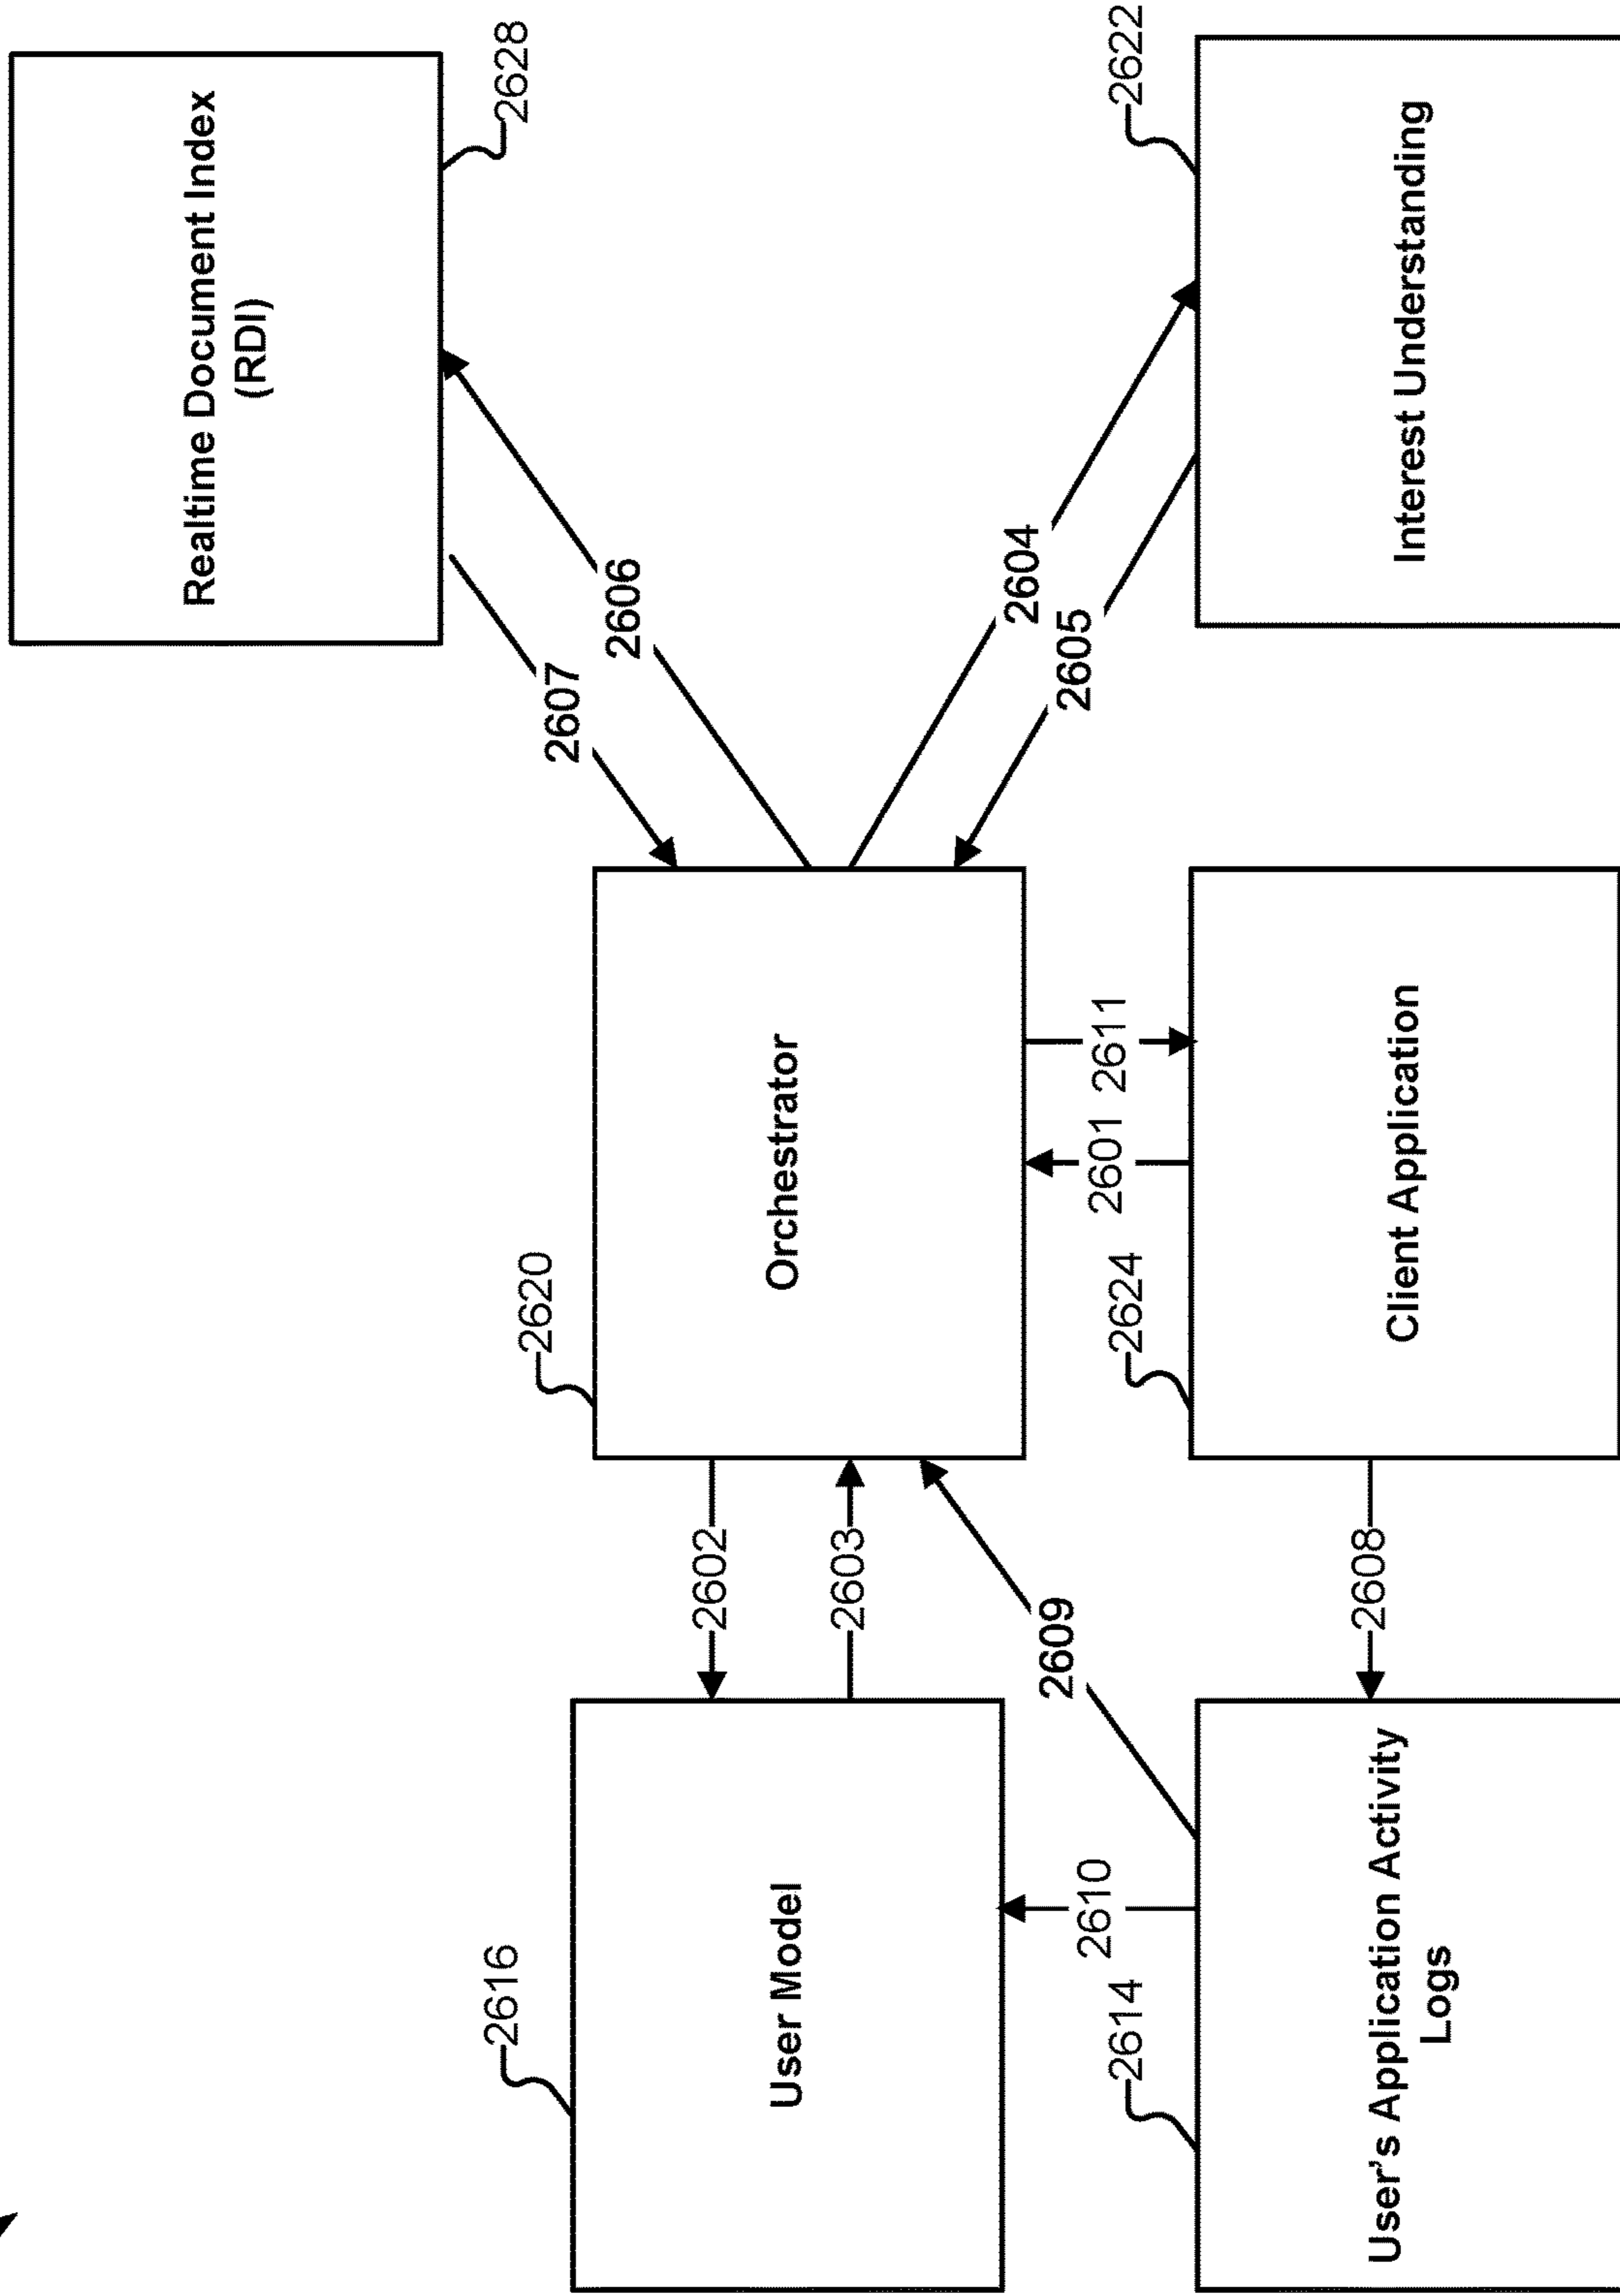 Realtime Document Index
(RDI)
2628
2616
2620
2607
2606
2602
User Model
Orchestrator
2603
2604
2609
2605
2610
2601
2611
2614
2624
2622
User's Application Activity
Logs
2608
Client Application
Interest Understanding